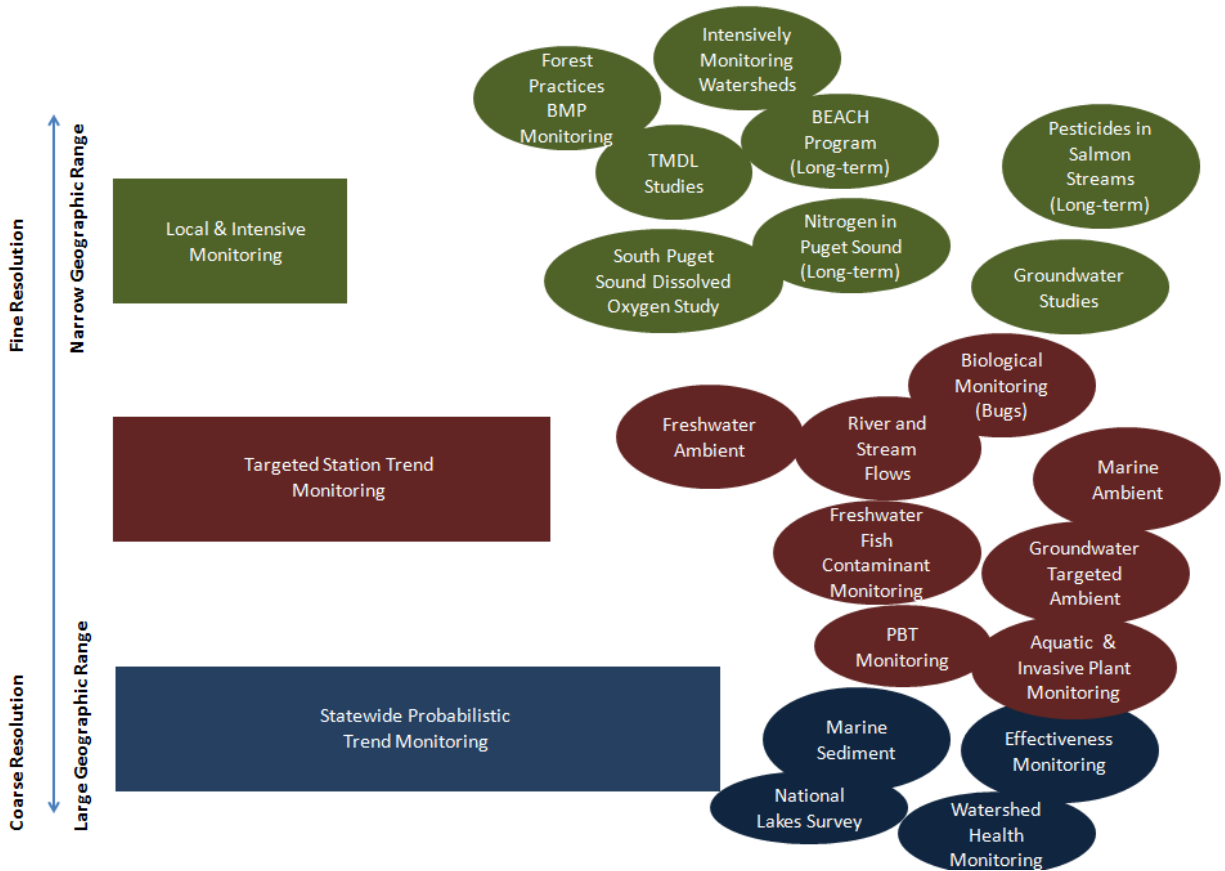 Fine Resolution
Narrow Geographic Range
Coarse Resolution
Large Geographic Range
Local & Intensive
Monitoring
Forest
Practices
BMP
Monitoring
Intensively
Monitoring
Watersheds
TMDL
Studies
BEACH
Program
(Long-term)
Pesticides in
Salmon
Streams
(Long-term)
South Puget
Sound Dissolved
Oxygen Study
Nitrogen in
Puget Sound
(Long-term)
Groundwater
Studies
Targeted Station Trend
Monitoring
Freshwater
Ambient
River and
Stream
Flows
Biological
Monitoring
(Bugs)
Marine
Ambient
Freshwater
Fish
Contaminant
Monitoring
Groundwater
Targeted
Ambient
PBT
Monitoring
Aquatic &
Invasive Plant
Monitoring
Statewide Probabilistic
Trend Monitoring
Marine
Sediment
Effectiveness
Monitoring
National
Lakes Survey
Watershed
Health
Monitoring